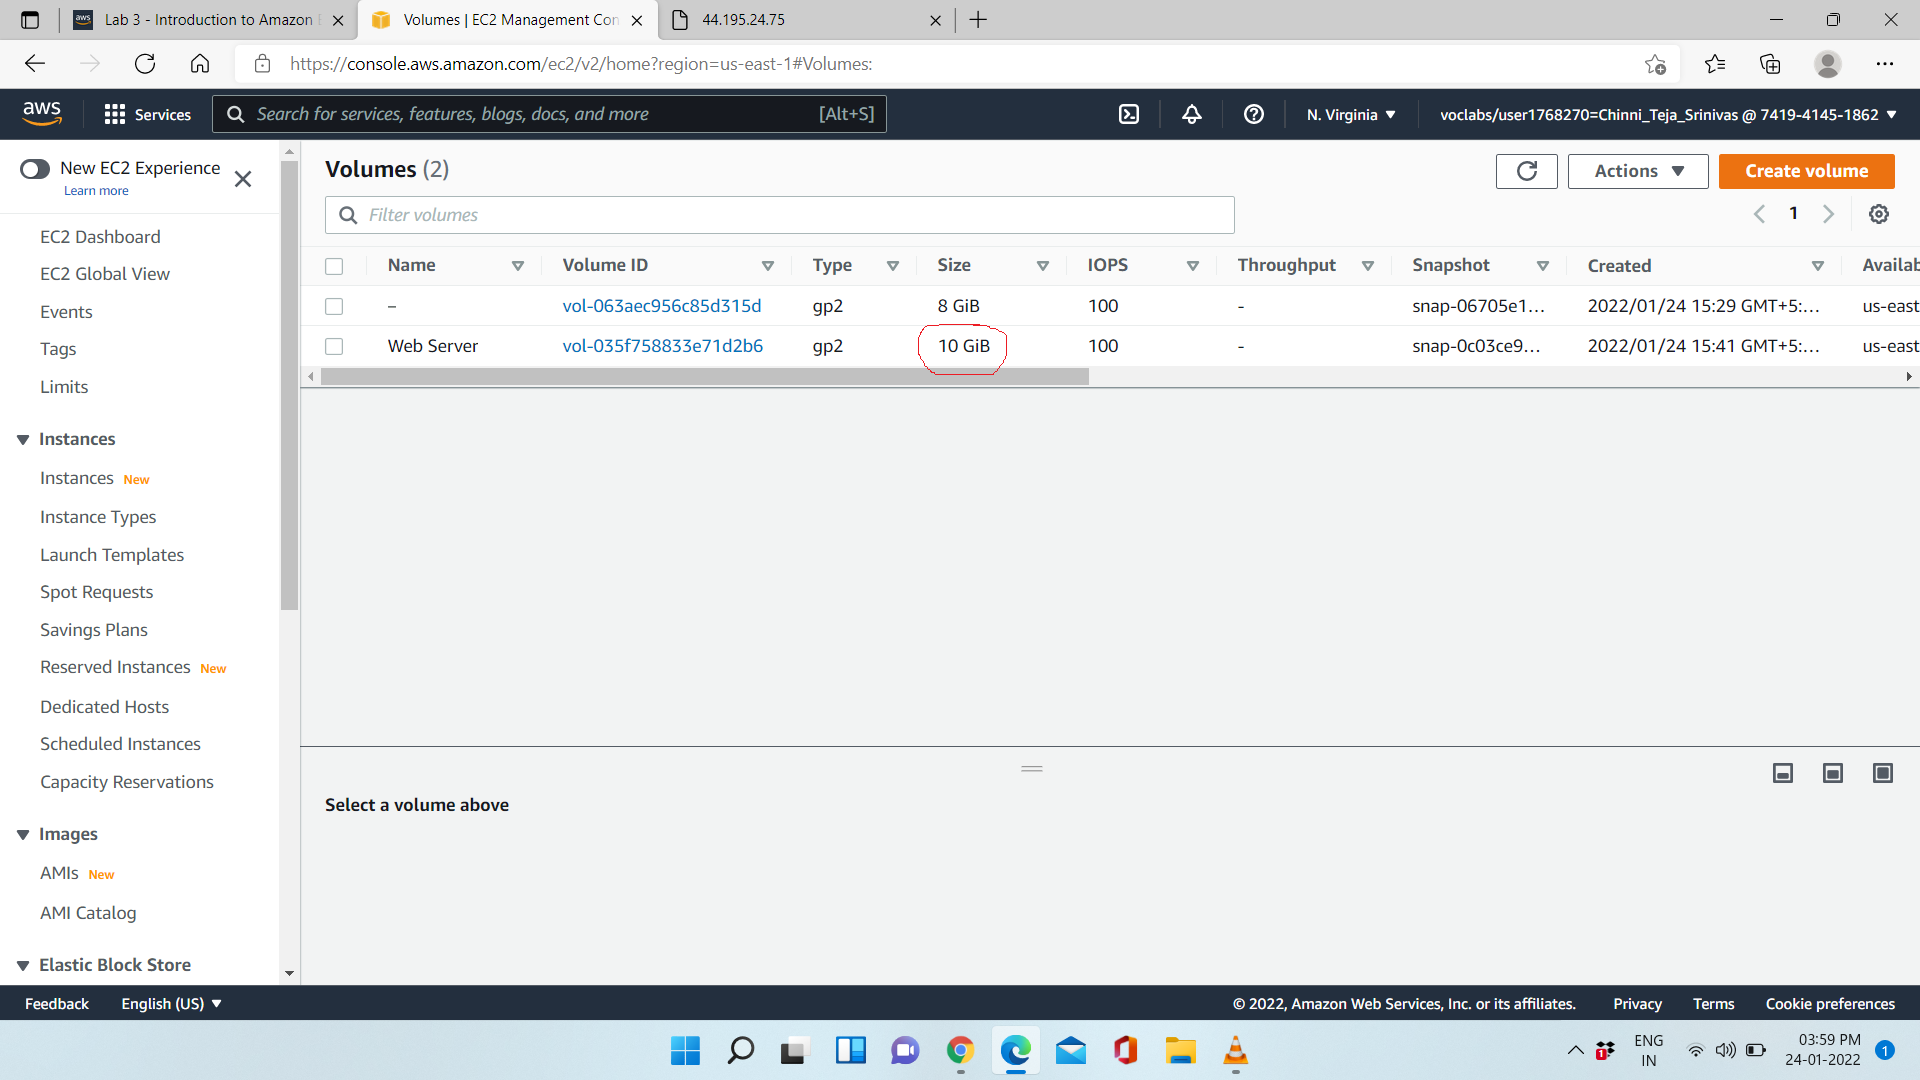 Lab 3 - Introduction to Amazon E
Volumes | EC2 Management Con
44.195.24.75
https://console.aws.amazon.com/ec2/v2/home?region=us-east-1#Volumes:
aws
Services
Search for services, features, blogs, docs, and more
[Alt+S]
N. Virginia
voclabs/user1768270=Chinni_Teja_Srinivas @ 7419-4145-1862
New EC2 Experience
Learn more
EC2 Dashboard
EC2 Global View
Events
Tags
Limits
Instances
Instances New
Instance Types
Launch Templates
Spot Requests
Savings Plans
Reserved Instances New
Dedicated Hosts
Scheduled Instances
Capacity Reservations
Images
AMIs New
AMI Catalog
Elastic Block Store
Volumes (2)
Actions
Create volume
Filter volumes
1
Name Volume ID Type Size IOPS Throughput Snapshot Created Availab
– vol-063aec956c85d315d gp2 8 GiB 100 - snap-06705e1... 2022/01/24 15:29 GMT+5:... us-east
Web Server vol-035f758833e71d2b6 gp2 10 GiB 100 - snap-0c03ce9... 2022/01/24 15:41 GMT+5:... us-east
Select a volume above
Feedback English (US)
© 2022, Amazon Web Services, Inc. or its affiliates. Privacy Terms Cookie preferences
1
ENG
IN
03:59 PM
24-01-2022
1